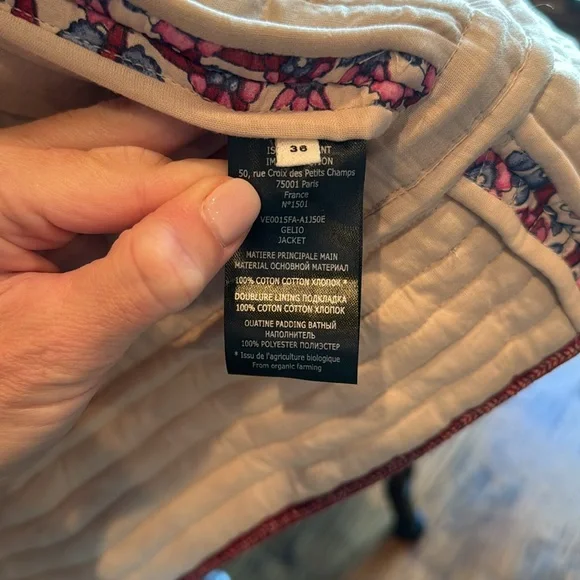 36
50, rue Croix des Petits Champs
75001 Paris
France
N°1501
VE0015FA-A1J50E
GELIO
JACKET
MATIERE PRINCIPALE MAIN
MATERIAL ОСНОВНОЙ МАТЕРИАЛ
100% COTON COTTON ХЛОПОК *
DOUBLURE LINING ПОДКЛАДКА
100% COTON COTTON ХЛОПОК
OUATINE PADDING ВАТНЫЙ
НАПОЛНИТЕЛЬ
100% POLYESTER ПОЛИЭСТЕР
* Issu de l'agriculture biologique
From organic farming